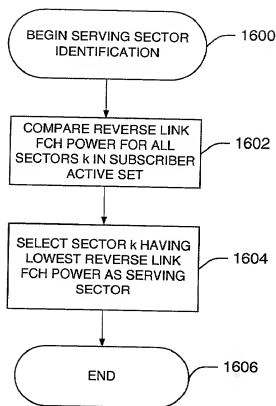 BEGIN SERVING SECTOR
IDENTIFICATION
1600
COMPARE REVERSE LINK
FCH POWER FOR ALL
SECTORS k IN SUBSCRIBER
ACTIVE SET
1602
SELECT SECTOR k HAVING
LOWEST REVERSE LINK
FCH POWER AS SERVING
SECTOR
1604
END
1606